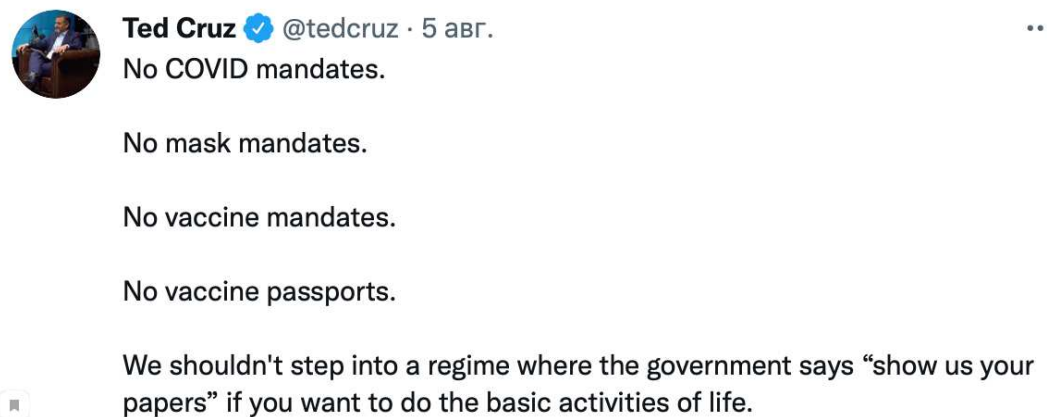 Ted Cruz @tedcruz · 5 авг.
No COVID mandates.
No mask mandates.
No vaccine mandates.
No vaccine passports.
We shouldn't step into a regime where the government says “show us your
papers” if you want to do the basic activities of life.